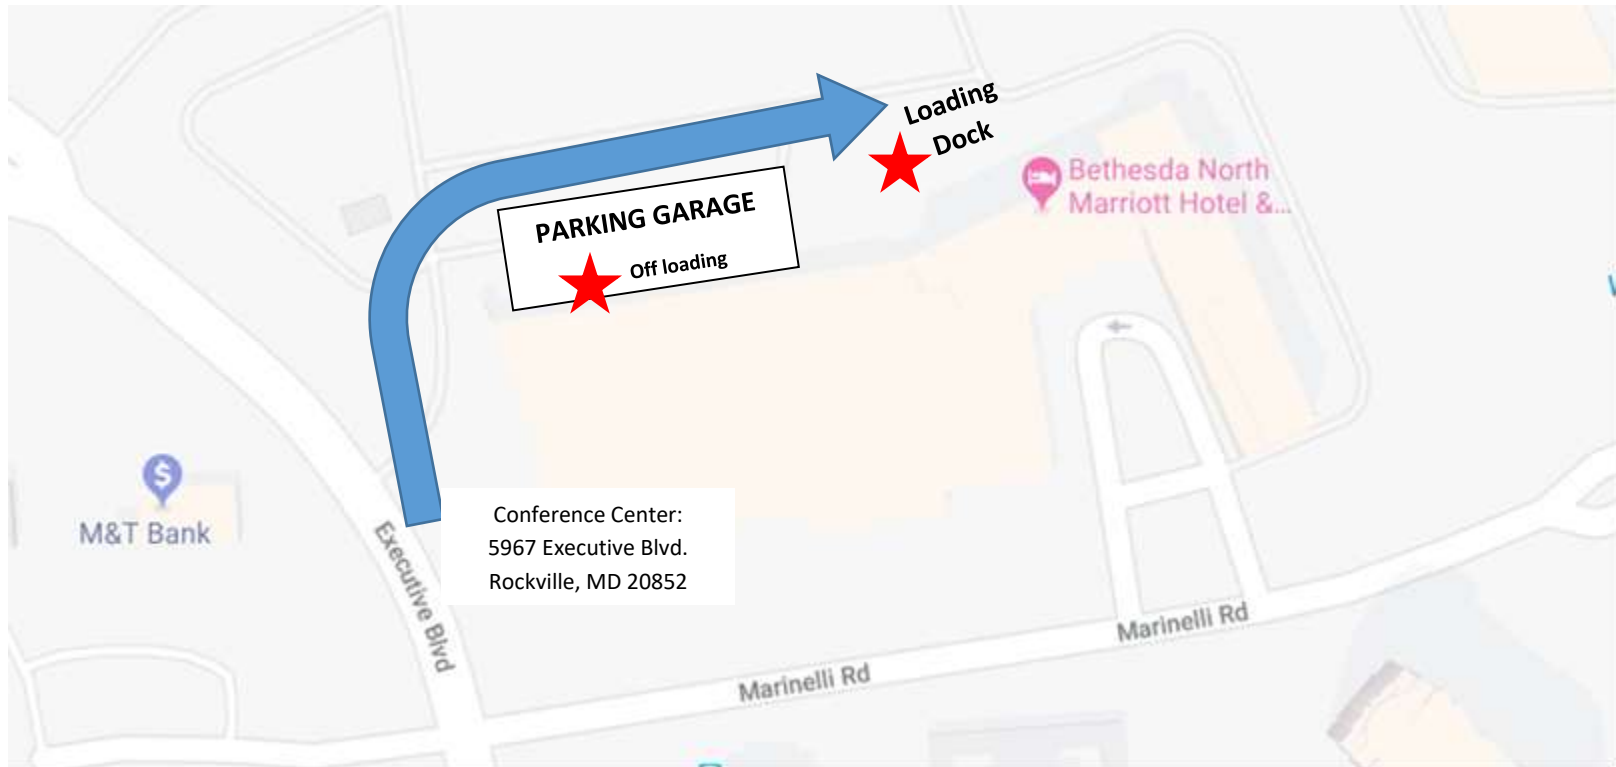 Loading
Dock
Bethesda North
Marriott Hotel &...
PARKING GARAGE
Off loading
$
M&T Bank
Executive Blvd
Conference Center:
5967 Executive Blvd.
Rockville, MD 20852
Marinelli Rd
Marinelli Rd